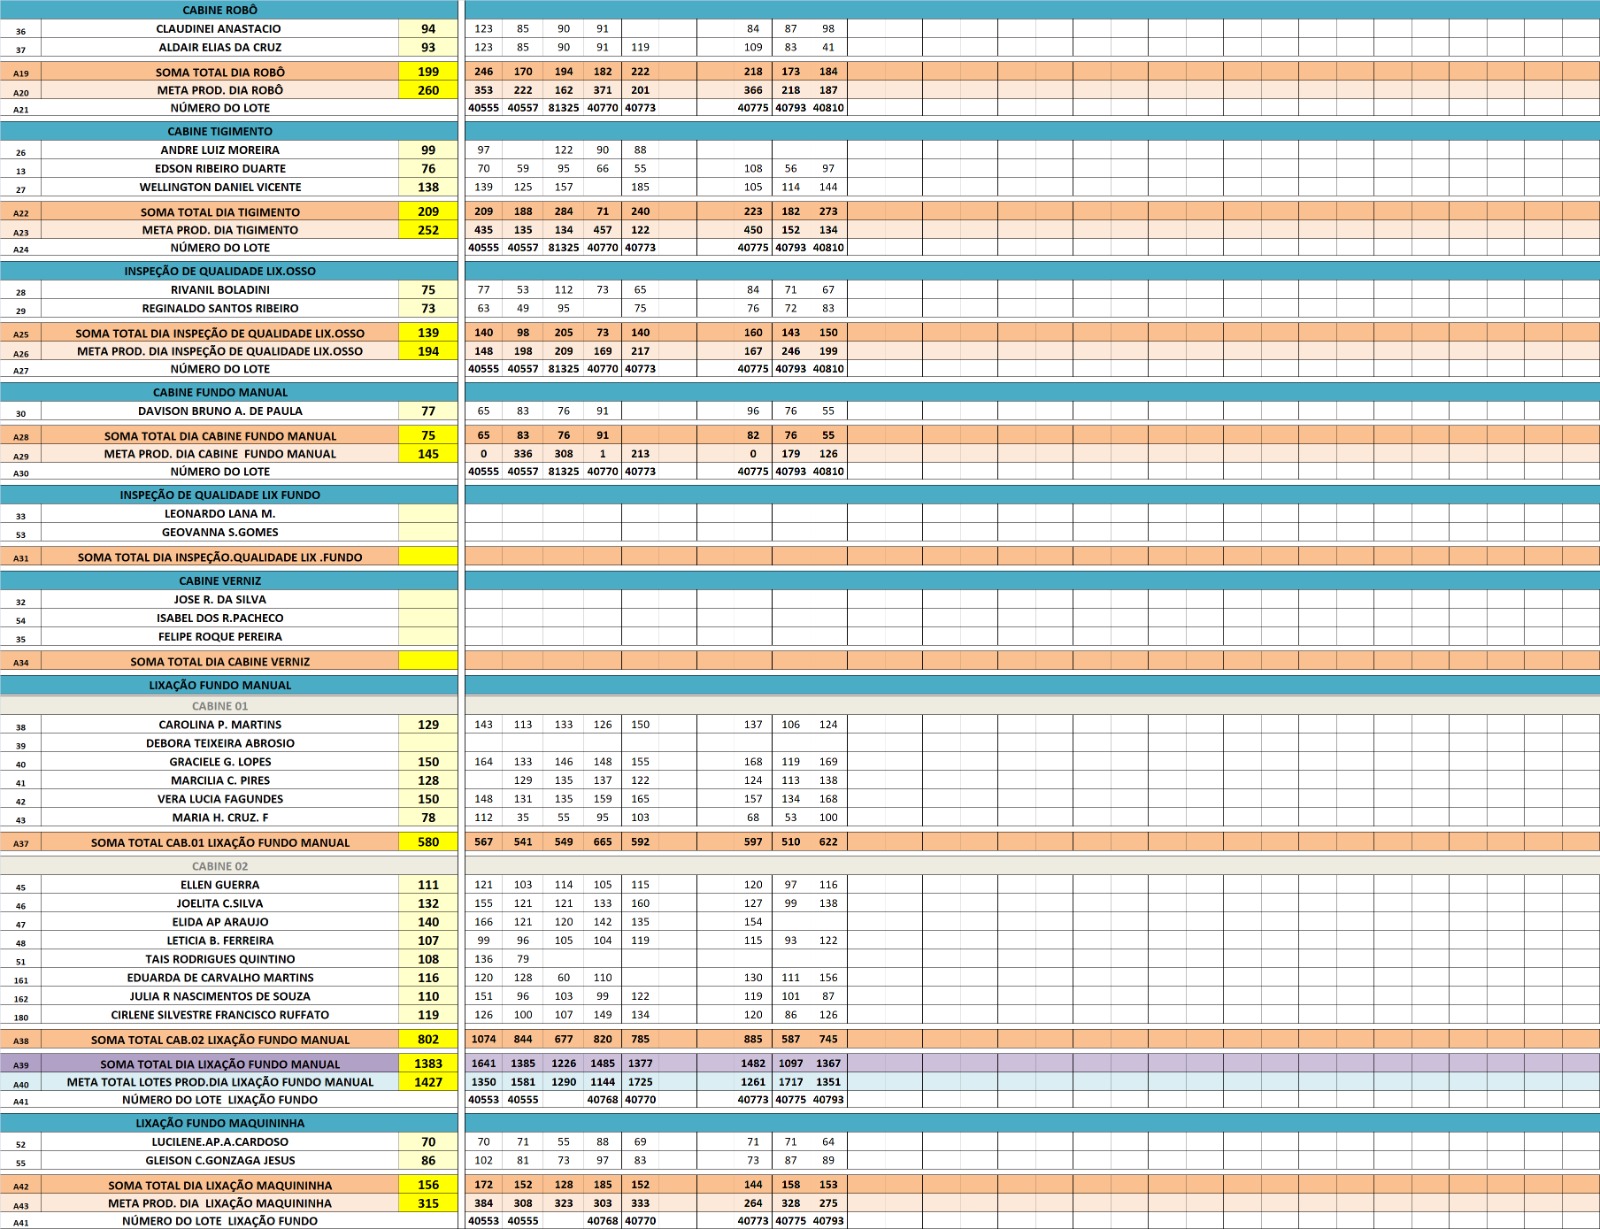 CABINE ROBÔ
36 CLAUDINEI ANASTACIO 94 123 85 90 91 84 87 98
37 ALDAIR ELIAS DA CRUZ 93 123 85 90 91 119 109 83 41
A19 SOMA TOTAL DIA ROBÔ 199 246 170 194 182 222 218 173 184
A20 META PROD. DIA ROBÔ 260 353 222 162 371 201 366 218 187
A21 NÚMERO DO LOTE 40555 40557 81325 40770 40773 40775 40793 40810
CABINE TIGIMENTO
26 ANDRE LUIZ MOREIRA 99 97 122 90 88
13 EDSON RIBEIRO DUARTE 76 70 59 95 66 55 108 56 97
27 WELLINGTON DANIEL VICENTE 138 139 125 157 185 105 114 144
A22 SOMA TOTAL DIA TIGIMENTO 209 209 188 284 71 240 223 182 273
A23 META PROD. DIA TIGIMENTO 252 435 135 134 457 122 450 152 134
A24 NÚMERO DO LOTE 40555 40557 81325 40770 40773 40775 40793 40810
INSPEÇÃO DE QUALIDADE LIX.OSSO
28 RIVANIL BOLADINI 75 77 53 112 73 65 84 71 67
29 REGINALDO SANTOS RIBEIRO 73 63 49 95 75 76 72 83
A25 SOMA TOTAL DIA INSPEÇÃO DE QUALIDADE LIX.OSSO 139 140 98 205 73 140 160 143 150
A26 META PROD. DIA INSPEÇÃO DE QUALIDADE LIX.OSSO 194 148 198 209 169 217 167 246 199
A27 NÚMERO DO LOTE 40555 40557 81325 40770 40773 40775 40793 40810
CABINE FUNDO MANUAL
30 DAVISON BRUNO A. DE PAULA 77 65 83 76 91 96 76 55
A28 SOMA TOTAL DIA CABINE FUNDO MANUAL 75 65 83 76 91 82 76 55
A29 META PROD. DIA CABINE FUNDO MANUAL 145 0 336 308 1 213 0 179 126
A30 NÚMERO DO LOTE 40555 40557 81325 40770 40773 40775 40793 40810
INSPEÇÃO DE QUALIDADE LIX FUNDO
33 LEONARDO LANA M.
53 GEOVANNA S.GOMES
A31 SOMA TOTAL DIA INSPEÇÃO.QUALIDADE LIX .FUNDO
CABINE VERNIZ
32 JOSE R. DA SILVA
54 ISABEL DOS R.PACHECO
35 FELIPE ROQUE PEREIRA
A34 SOMA TOTAL DIA CABINE VERNIZ
LIXAÇÃO FUNDO MANUAL
CABINE 01
38 CAROLINA P. MARTINS 129 143 113 133 126 150 137 106 124
39 DEBORA TEIXEIRA ABROSIO
40 GRACIELE G. LOPES 150 164 133 146 148 155 168 119 169
41 MARCILIA C. PIRES 128 129 135 137 122 124 113 138
42 VERA LUCIA FAGUNDES 150 148 131 135 159 165 157 134 168
43 MARIA H. CRUZ. F 78 112 35 55 95 103 68 53 100
A37 SOMA TOTAL CAB.01 LIXAÇÃO FUNDO MANUAL 580 567 541 549 665 592 597 510 622
CABINE 02
45 ELLEN GUERRA 111 121 103 114 105 115 120 97 116
46 JOELITA C.SILVA 132 155 121 121 133 160 127 99 138
47 ELIDA AP ARAUJO 140 166 121 120 142 135 154
48 LETICIA B. FERREIRA 107 99 96 105 104 119 115 93 122
51 TAIS RODRIGUES QUINTINO 108 136 79
161 EDUARDA DE CARVALHO MARTINS 116 120 128 60 110 130 111 156
162 JULIA R NASCIMENTOS DE SOUZA 110 151 96 103 99 122 119 101 87
180 CIRLENE SILVESTRE FRANCISCO RUFFATO 119 126 100 107 149 134 120 86 126
A38 SOMA TOTAL CAB.02 LIXAÇÃO FUNDO MANUAL 802 1074 844 677 820 785 885 587 745
A39 SOMA TOTAL DIA LIXAÇÃO FUNDO MANUAL 1383 1641 1385 1226 1485 1377 1482 1097 1367
A40 META TOTAL LOTES PROD.DIA LIXAÇÃO FUNDO MANUAL 1427 1350 1581 1290 1144 1725 1261 1717 1351
A41 NÚMERO DO LOTE LIXAÇÃO FUNDO 40553 40555 40768 40770 40773 40775 40793
LIXAÇÃO FUNDO MAQUININHA
52 LUCILENE.AP.A.CARDOSO 70 70 71 55 88 69 71 71 64
55 GLEISON C.GONZAGA JESUS 86 102 81 73 97 83 73 87 89
A42 SOMA TOTAL DIA LIXAÇÃO MAQUININHA 156 172 152 128 185 152 144 158 153
A43 META PROD. DIA LIXAÇÃO MAQUININHA 315 384 308 323 303 333 264 328 275
A41 NÚMERO DO LOTE LIXAÇÃO FUNDO 40553 40555 40768 40770 40773 40775 40793